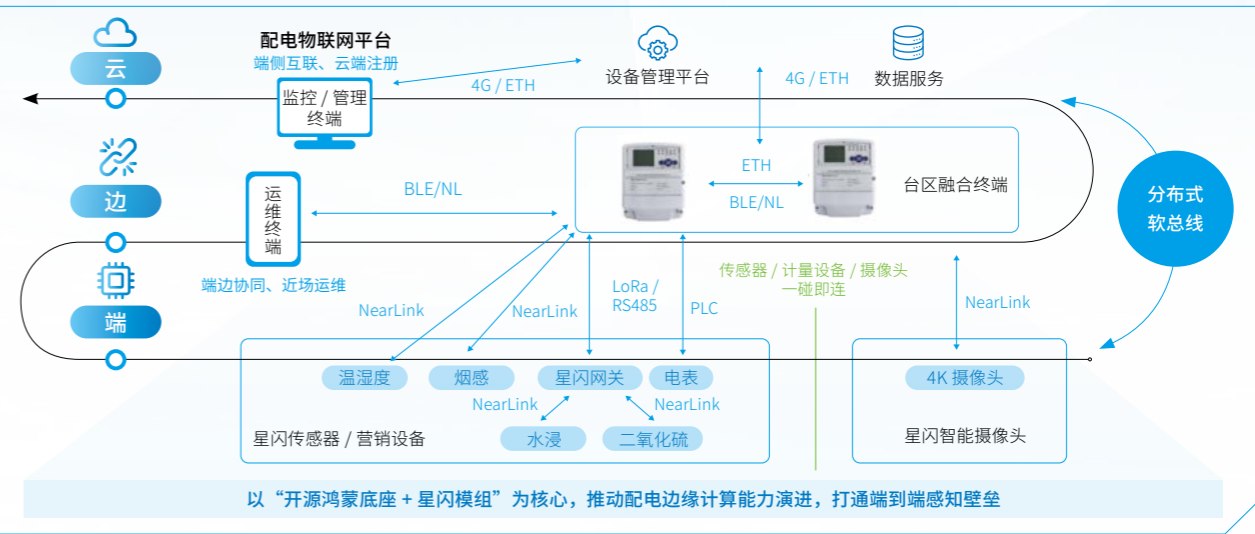 云
配电物联网平台
端侧互联、云端注册
监控 / 管理
终端
4G / ETH
设备管理平台
4G / ETH
数据服务
边
运
维
终
端
BLE/NL
ETH
BLE/NL
台区融合终端
分布式
软总线
端边协同、近场运维
端
NearLink
NearLink
LoRa /
RS485
PLC
传感器 / 计量设备 / 摄像头
一碰即连
NearLink
温湿度
烟感
星闪网关
电表
4K 摄像头
NearLink
NearLink
星闪传感器 / 营销设备
水浸
二氧化硫
星闪智能摄像头
以“开源鸿蒙底座 + 星闪模组”为核心，推动配电边缘计算能力演进，打通端到端感知壁垒